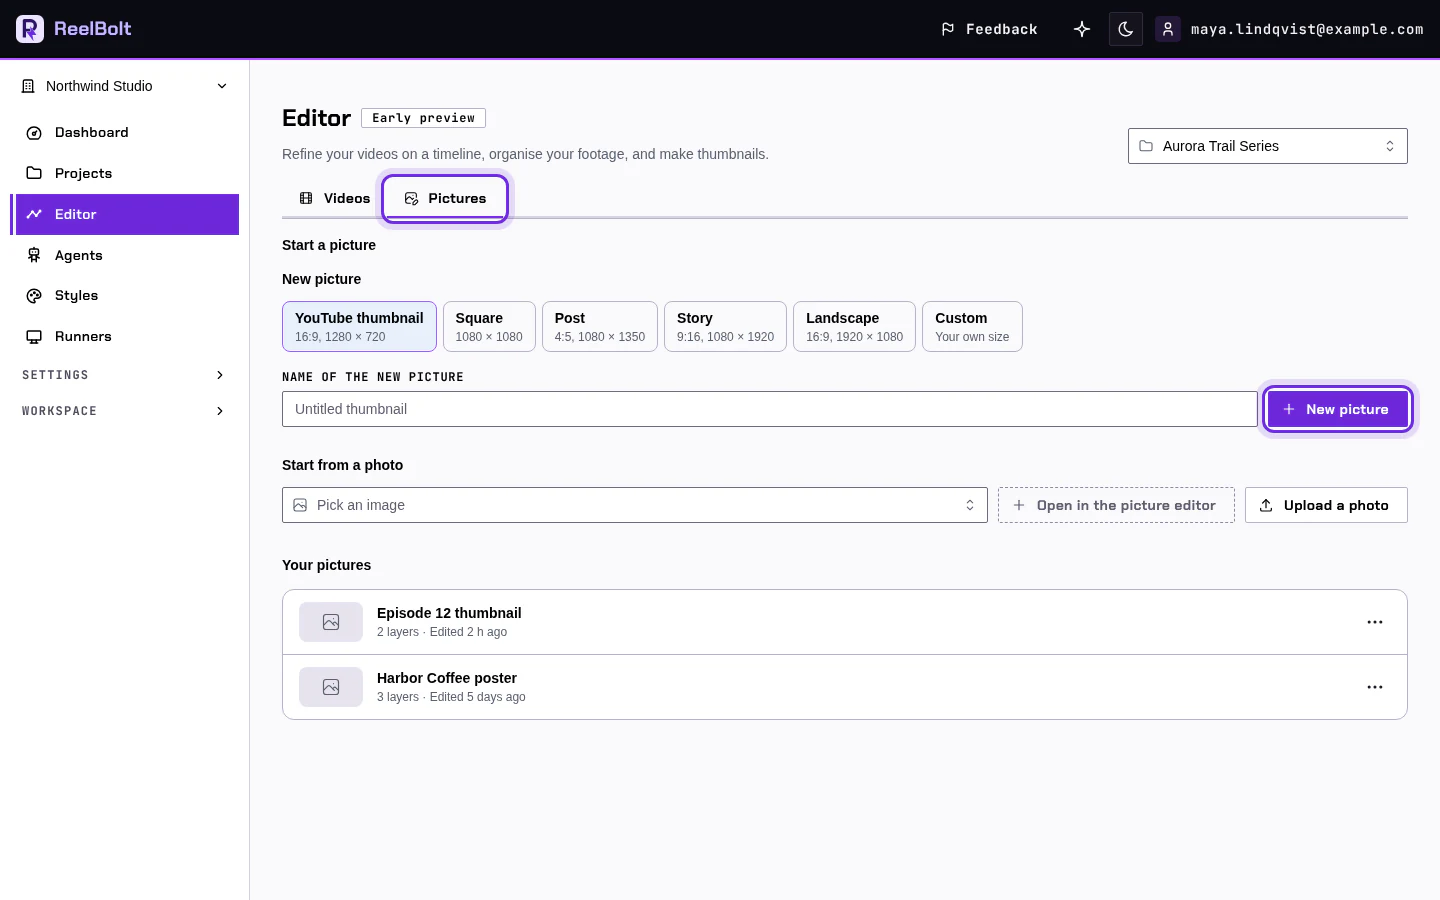 ReelBolt
Feedback
maya.lindqvist@example.com
Northwind Studio
Dashboard
Projects
Editor
Agents
Styles
Runners
SETTINGS
WORKSPACE
Editor
Early preview
Refine your videos on a timeline, organise your footage, and make thumbnails.
Aurora Trail Series
Videos
Pictures
Start a picture
New picture
YouTube thumbnail
16:9, 1280 × 720
Square
1080 × 1080
Post
4:5, 1080 × 1350
Story
9:16, 1080 × 1920
Landscape
16:9, 1920 × 1080
Custom
Your own size
NAME OF THE NEW PICTURE
Untitled thumbnail
New picture
Start from a photo
Pick an image
Open in the picture editor
Upload a photo
Your pictures
Episode 12 thumbnail
2 layers · Edited 2 h ago
Harbor Coffee poster
3 layers · Edited 5 days ago